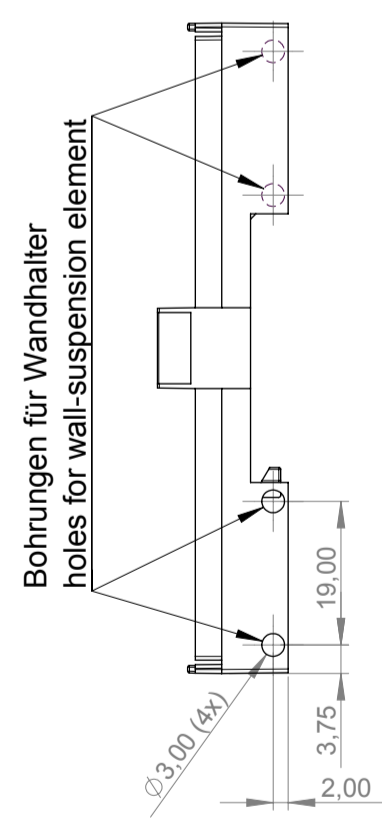 Bohrungen für Wandhalter
holes for wall-suspension element
19,00
3,75
2,00
∅3,00 (4x)